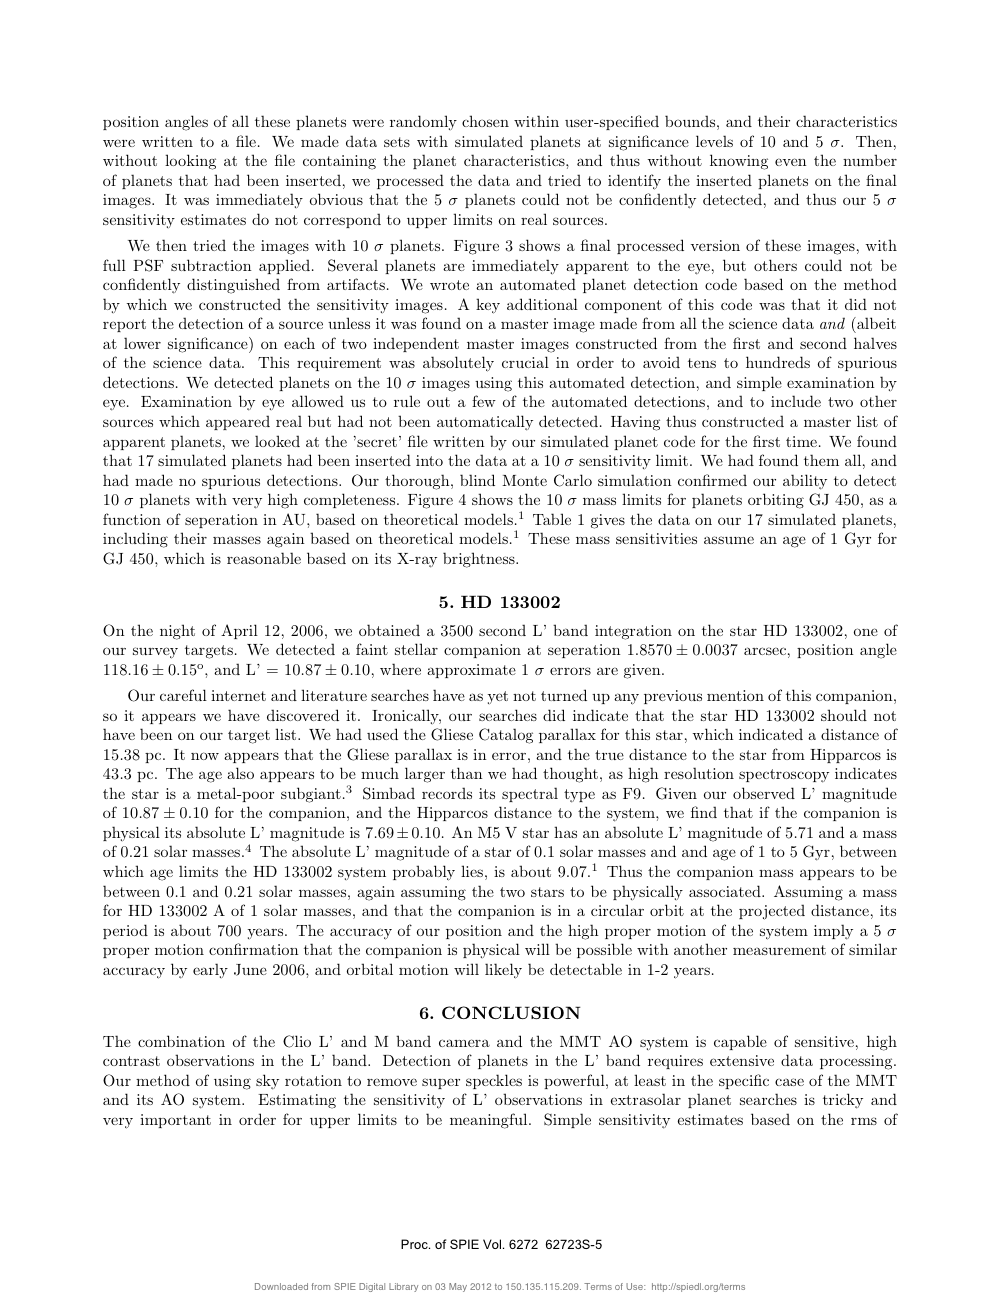 position angles of all these planets were randomly chosen within user-specified bounds, and their characteristics
were written to a file. We made data sets with simulated planets at significance levels of 10 and 5 σ. Then,
without looking at the file containing the planet characteristics, and thus without knowing even the number
of planets that had been inserted, we processed the data and tried to identify the inserted planets on the final
images. It was immediately obvious that the 5 σ planets could not be confidently detected, and thus our 5 σ
sensitivity estimates do not correspond to upper limits on real sources.
We then tried the images with 10 σ planets. Figure 3 shows a final processed version of these images, with
full PSF subtraction applied. Several planets are immediately apparent to the eye, but others could not be
confidently distinguished from artifacts. We wrote an automated planet detection code based on the method
by which we constructed the sensitivity images. A key additional component of this code was that it did not
report the detection of a source unless it was found on a master image made from all the science data and (albeit
at lower significance) on each of two independent master images constructed from the first and second halves
of the science data. This requirement was absolutely crucial in order to avoid tens to hundreds of spurious
detections. We detected planets on the 10 σ images using this automated detection, and simple examination by
eye. Examination by eye allowed us to rule out a few of the automated detections, and to include two other
sources which appeared real but had not been automatically detected. Having thus constructed a master list of
apparent planets, we looked at the 'secret' file written by our simulated planet code for the first time. We found
that 17 simulated planets had been inserted into the data at a 10 σ sensitivity limit. We had found them all, and
had made no spurious detections. Our thorough, blind Monte Carlo simulation confirmed our ability to detect
10 σ planets with very high completeness. Figure 4 shows the 10 σ mass limits for planets orbiting GJ 450, as a
function of seperation in AU, based on theoretical models.1 Table 1 gives the data on our 17 simulated planets,
including their masses again based on theoretical models.1 These mass sensitivities assume an age of 1 Gyr for
GJ 450, which is reasonable based on its X-ray brightness.
5. HD 133002
On the night of April 12, 2006, we obtained a 3500 second L' band integration on the star HD 133002, one of
our survey targets. We detected a faint stellar companion at seperation 1.8570 ± 0.0037 arcsec, position angle
118.16 ± 0.15°, and L' = 10.87 ± 0.10, where approximate 1 σ errors are given.
Our careful internet and literature searches have as yet not turned up any previous mention of this companion,
so it appears we have discovered it. Ironically, our searches did indicate that the star HD 133002 should not
have been on our target list. We had used the Gliese Catalog parallax for this star, which indicated a distance of
15.38 pc. It now appears that the Gliese parallax is in error, and the true distance to the star from Hipparcos is
43.3 pc. The age also appears to be much larger than we had thought, as high resolution spectroscopy indicates
the star is a metal-poor subgiant.3 Simbad records its spectral type as F9. Given our observed L' magnitude
of 10.87 ± 0.10 for the companion, and the Hipparcos distance to the system, we find that if the companion is
physical its absolute L' magnitude is 7.69 ± 0.10. An M5 V star has an absolute L' magnitude of 5.71 and a mass
of 0.21 solar masses.4 The absolute L' magnitude of a star of 0.1 solar masses and and age of 1 to 5 Gyr, between
which age limits the HD 133002 system probably lies, is about 9.07.1 Thus the companion mass appears to be
between 0.1 and 0.21 solar masses, again assuming the two stars to be physically associated. Assuming a mass
for HD 133002 A of 1 solar masses, and that the companion is in a circular orbit at the projected distance, its
period is about 700 years. The accuracy of our position and the high proper motion of the system imply a 5 σ
proper motion confirmation that the companion is physical will be possible with another measurement of similar
accuracy by early June 2006, and orbital motion will likely be detectable in 1-2 years.
6. CONCLUSION
The combination of the Clio L' and M band camera and the MMT AO system is capable of sensitive, high
contrast observations in the L' band. Detection of planets in the L' band requires extensive data processing.
Our method of using sky rotation to remove super speckles is powerful, at least in the specific case of the MMT
and its AO system. Estimating the sensitivity of L' observations in extrasolar planet searches is tricky and
very important in order for upper limits to be meaningful. Simple sensitivity estimates based on the rms of
Proc. of SPIE Vol. 6272 62723S-5
Downloaded from SPIE Digital Library on 03 May 2012 to 150.135.115.209. Terms of Use: http://spiedl.org/terms